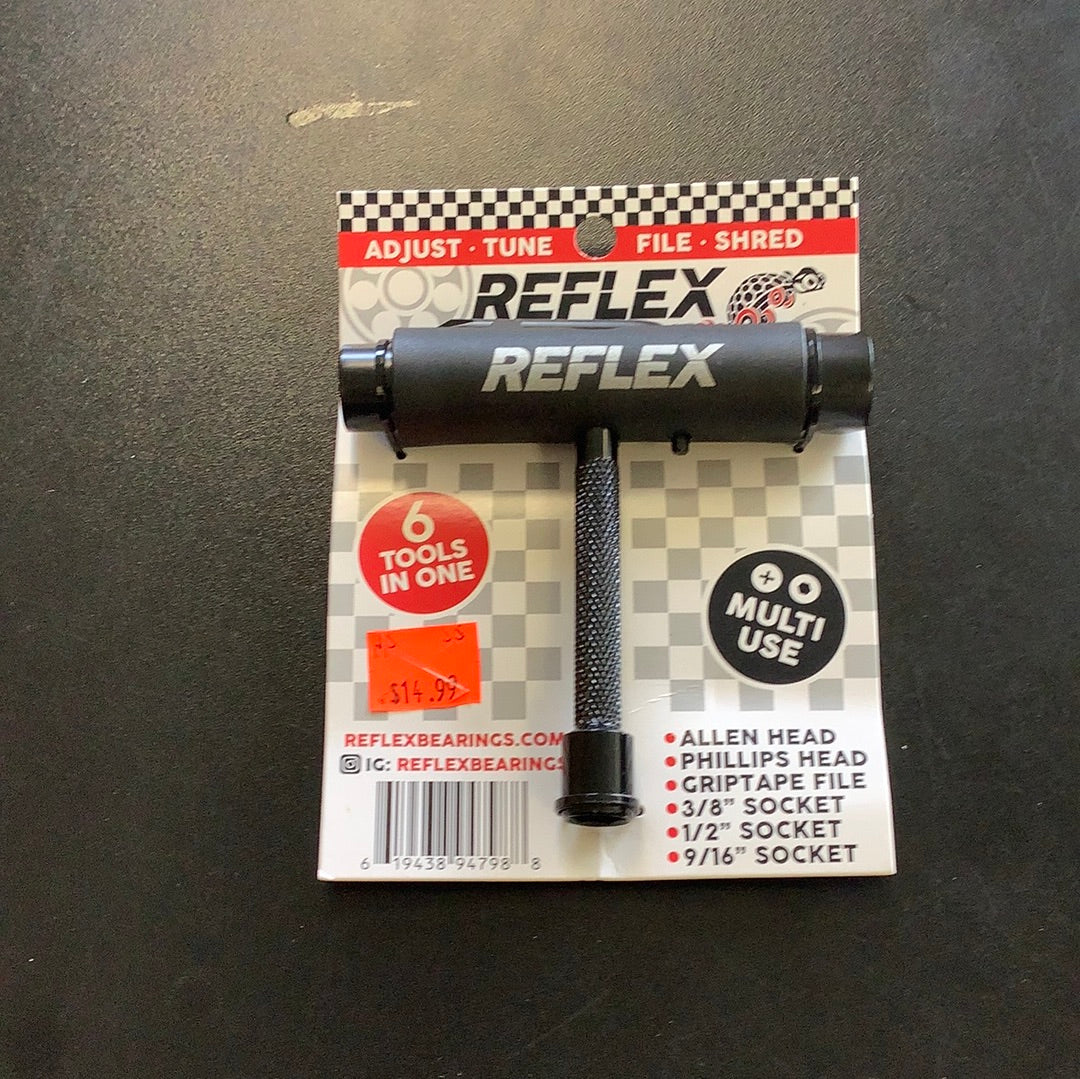 ADJUST · TUNE FILE · SHRED
REFLEX
REFLEX
6
TOOLS
IN ONE
MULTI
USE
$14.99
REFLEXBEARINGS.COM
IG: REFLEXBEARINGS
6 19438 94798 8
•ALLEN HEAD
•PHILLIPS HEAD
•GRIPTAPE FILE
•3/8” SOCKET
•1/2” SOCKET
•9/16” SOCKET